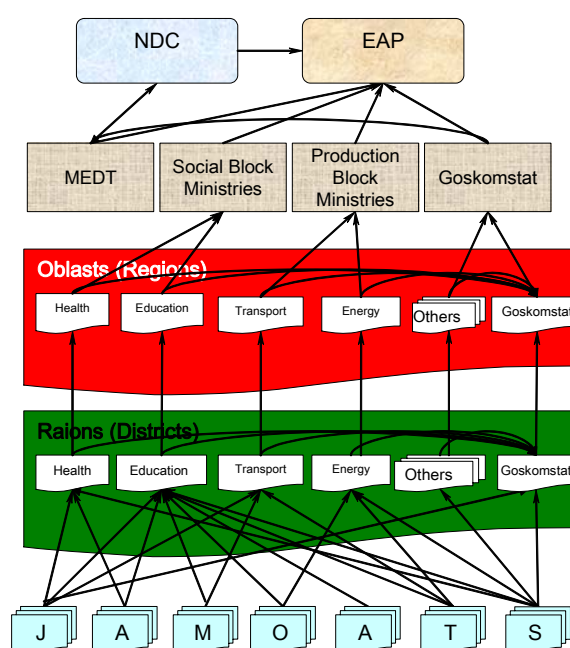 NDC
EAP
MEDT
Social Block
Ministries
Production
Block
Ministries
Goskomstat
Oblasts (Regions)
Health
Education
Transport
Energy
Others
Goskomstat
Raions (Districts)
Health
Education
Transport
Energy
Others
Goskomstat
J
A
M
O
A
T
S